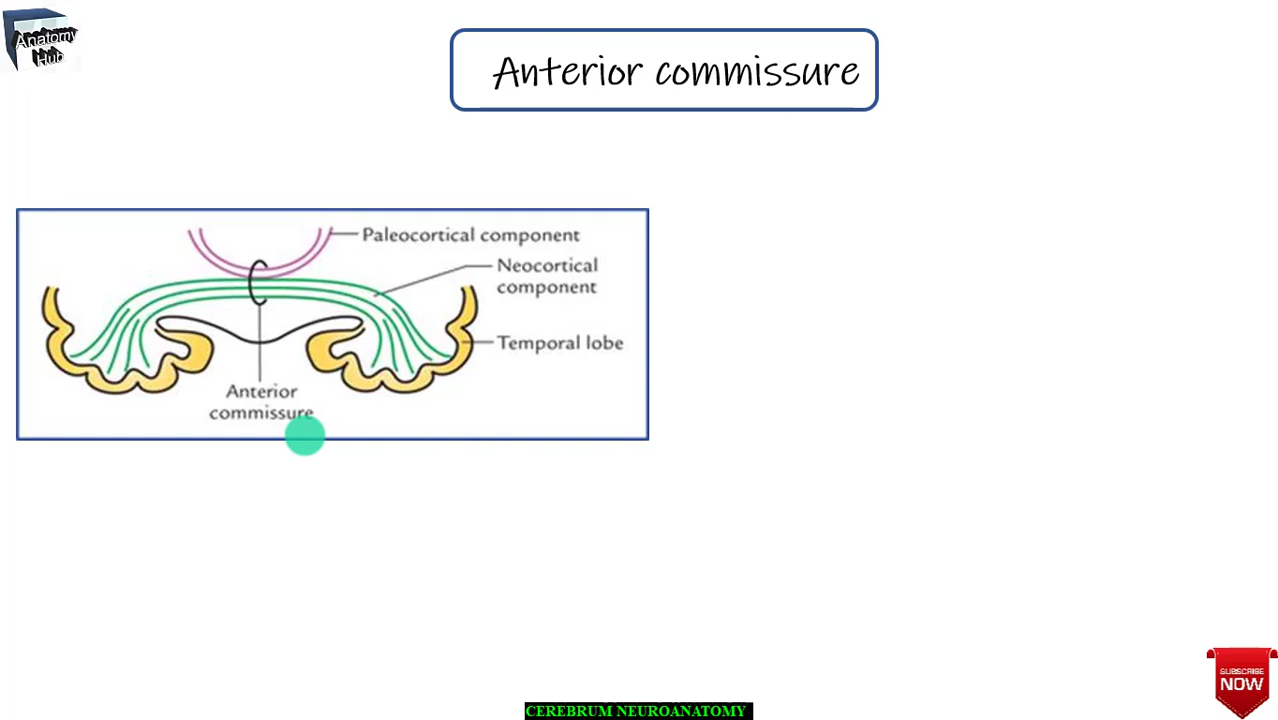 Anatomy
Hub
Anterior commissure
Paleocortical component
Neocortical
component
Temporal lobe
Anterior
commissure
SUBSCRIBE
NOW
CEREBRUM NEUROANATOMY